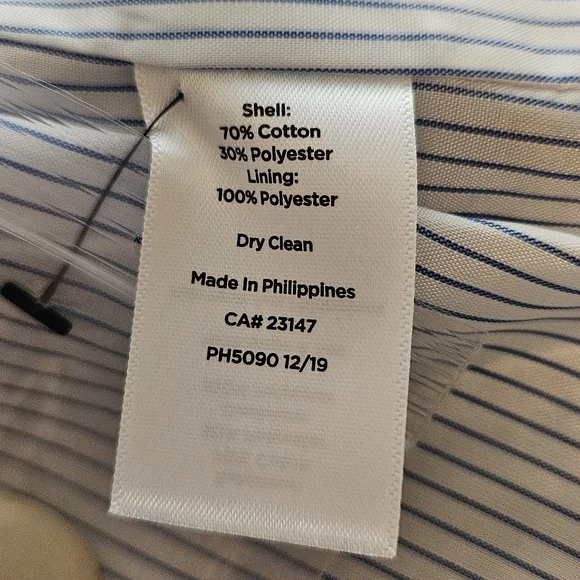 Shell:
70% Cotton
30% Polyester
Lining:
100% Polyester
Dry Clean
Made In Philippines
CA# 23147
PH5090 12/19